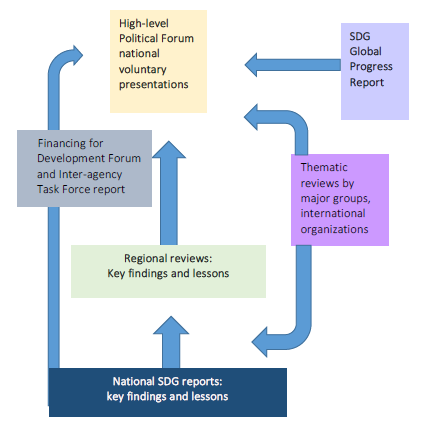 High-level
Political Forum
national
voluntary
presentations
SDG
Global
Progress
Report
Financing for
Development Forum
and Inter-agency
Task Force report
Thematic
reviews by
major groups,
international
organizations
Regional reviews:
Key findings and lessons
National SDG reports:
key findings and lessons